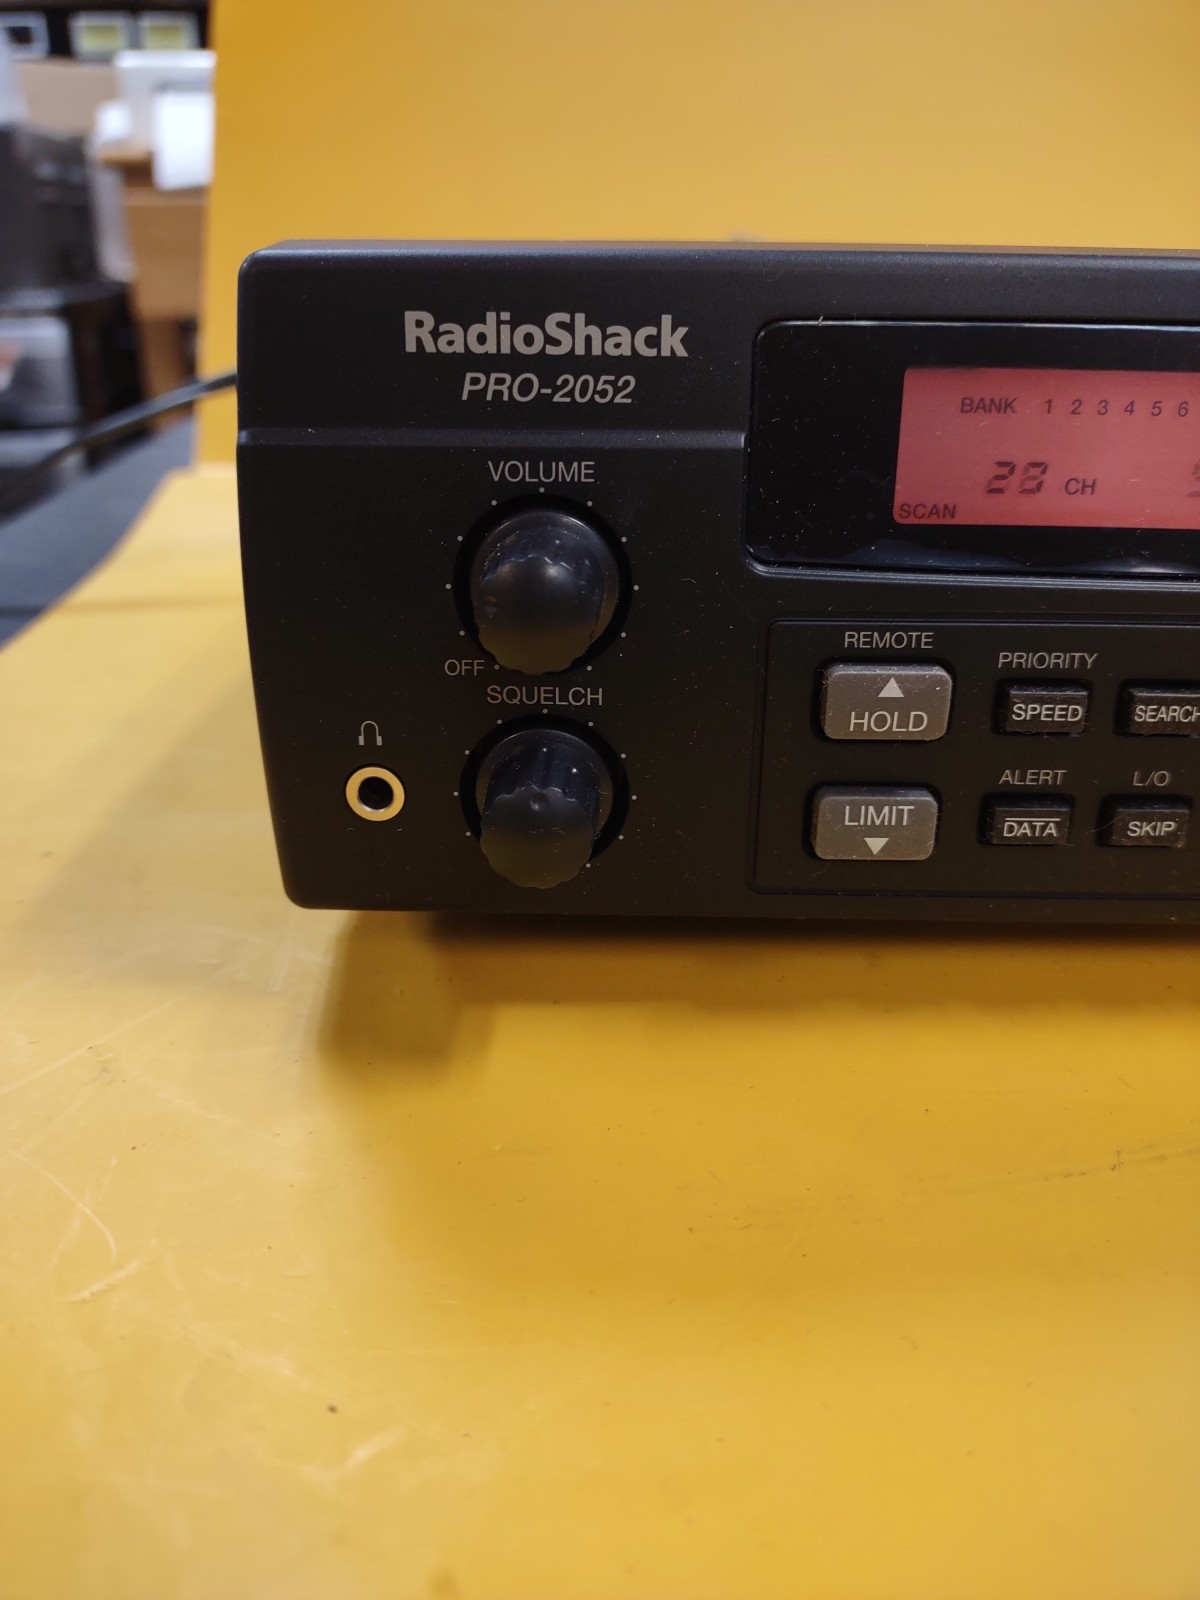 RadioShack
PRO-2052
BANK 1 2 3 4 5 6
28 CH
SCAN
VOLUME
OFF
SQUELCH
REMOTE
HOLD
PRIORITY
SPEED
SEARCH
LIMIT
ALERT
DATA
L/O
SKIP